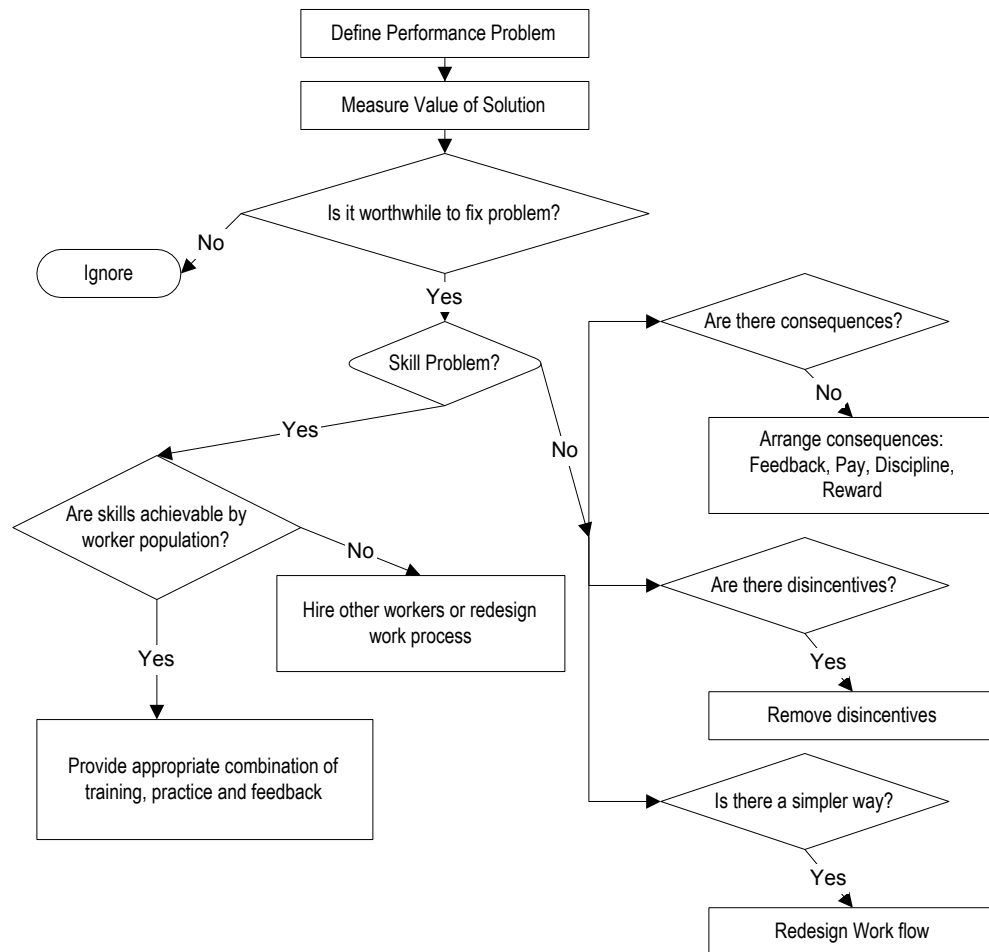 Define Performance Problem
Measure Value of Solution
Is it worthwhile to fix problem?
No
Ignore
Yes
Are there consequences?
Skill Problem?
No
Yes
No
Arrange consequences:
Feedback, Pay, Discipline,
Reward
Are skills achievable by
worker population?
No
Are there disincentives?
Hire other workers or redesign
work process
Yes
Yes
Remove disincentives
Provide appropriate combination of
training, practice and feedback
Is there a simpler way?
Yes
Redesign Work flow